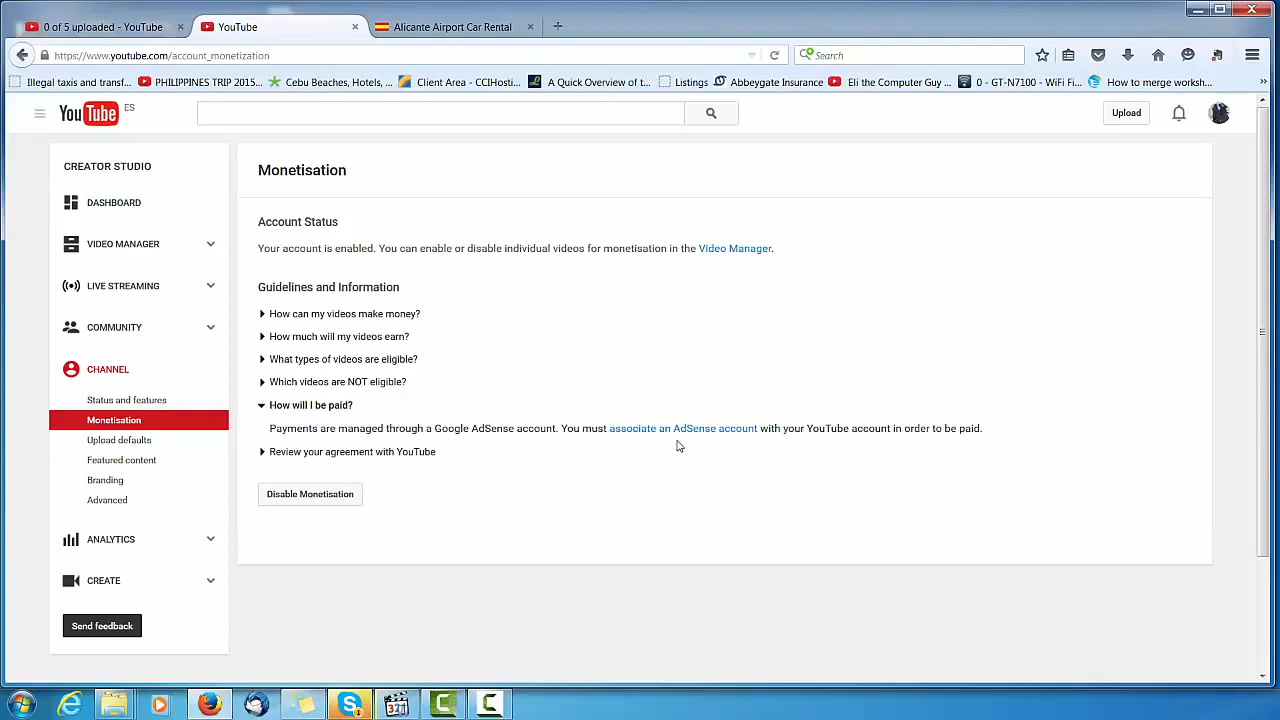 0 of 5 uploaded - YouTube
YouTube
Alicante Airport Car Rental
https://www.youtube.com/account_monetization
Search
Illegal taxis and transf...
PHILIPPINES TRIP 2015...
Cebu Beaches, Hotels, ...
Client Area - CCIHost...
A Quick Overview of t...
Listings
Abbeygate Insurance
Eli the Computer Guy ...
0 - GT-N7100 - WiFi Fi...
How to merge worksh...
YouTube ES
Upload
CREATOR STUDIO
DASHBOARD
VIDEO MANAGER
LIVE STREAMING
COMMUNITY
CHANNEL
Status and features
Monetisation
Upload defaults
Featured content
Branding
Advanced
ANALYTICS
CREATE
Send feedback
Monetisation
Account Status
Your account is enabled. You can enable or disable individual videos for monetisation in the Video Manager.
Guidelines and Information
How can my videos make money?
How much will my videos earn?
What types of videos are eligible?
Which videos are NOT eligible?
How will I be paid?
Payments are managed through a Google AdSense account. You must associate an AdSense account with your YouTube account in order to be paid.
Review your agreement with YouTube
Disable Monetisation